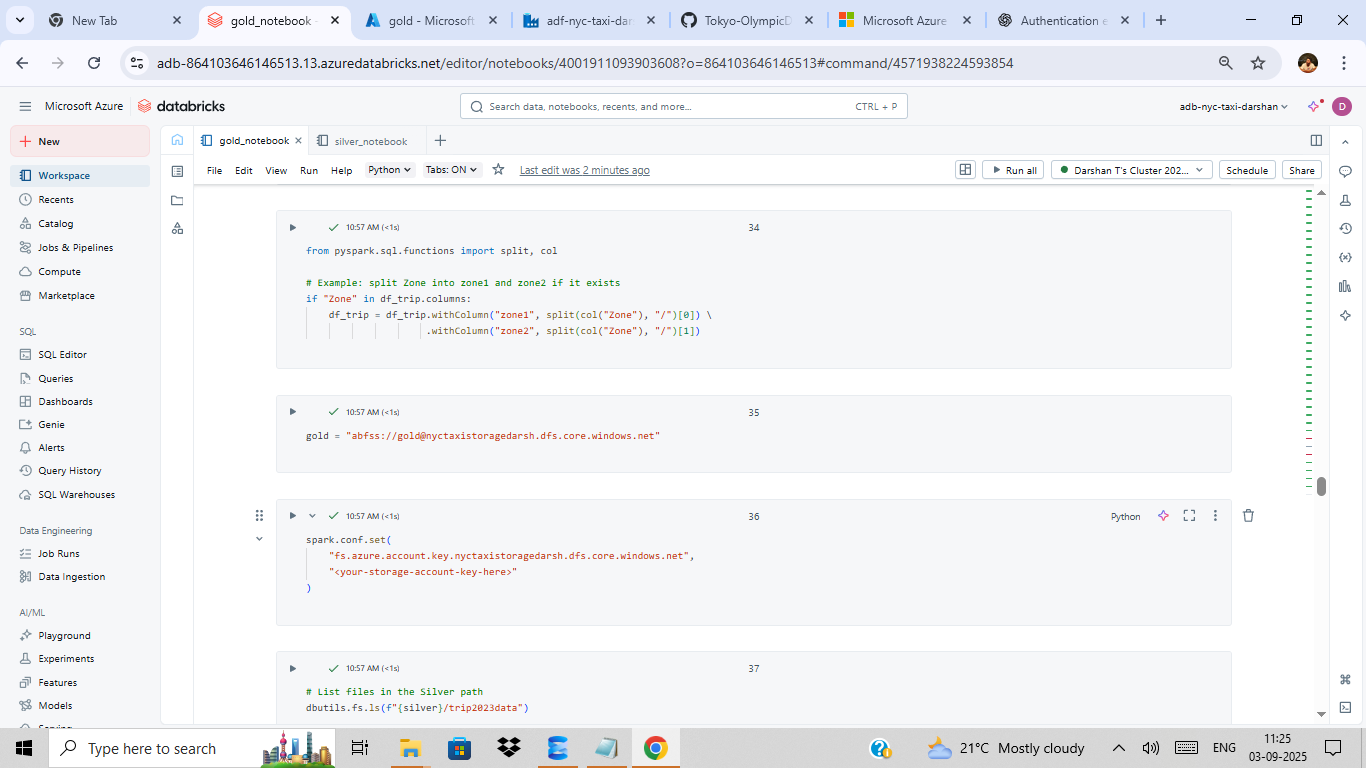 New Tab
gold_notebook -
gold - Microsoft
adf-nyc-taxi-dar
Tokyo-OlympicD
Microsoft Azure
Authentication e
adb-864103646146513.13.azuredatabricks.net/editor/notebooks/400191109390360​8?o=864103646146513#command/4571938224593854
Microsoft Azure
databricks
Search data, notebooks, recents, and more...
CTRL + P
adb-nyc-taxi-darshan
D
New
Workspace
Recents
Catalog
Jobs & Pipelines
Compute
Marketplace
SQL
SQL Editor
Queries
Dashboards
Genie
Alerts
Query History
SQL Warehouses
Data Engineering
Job Runs
Data Ingestion
AI/ML
Playground
Experiments
Features
Models
gold_notebook
silver_notebook
File Edit View Run Help Python Tabs: ON Last edit was 2 minutes ago
Run all
Darshan T's Cluster 202...
Schedule
Share
10:57 AM (<1s)
34
from pyspark.sql.functions import split, col
# Example: split Zone into zone1 and zone2 if it exists
if "Zone" in df_trip.columns:
df_trip = df_trip.withColumn("zone1", split(col("Zone"), "/")[0]) \
.withColumn("zone2", split(col("Zone"), "/")[1])
10:57 AM (<1s)
35
gold = "abfss://gold@nyctaxistoragedarsh.dfs.core.windows.net"
10:57 AM (<1s)
36
Python
spark.conf.set(
"fs.azure.account.key.nyctaxistoragedarsh.dfs.core.windows.net",
"<your-storage-account-key-here>"
)
10:57 AM (<1s)
37
# List files in the Silver path
dbutils.fs.ls(f"{silver}/trip2023data")
Type here to search
21°C Mostly cloudy
ENG
11:25
03-09-2025